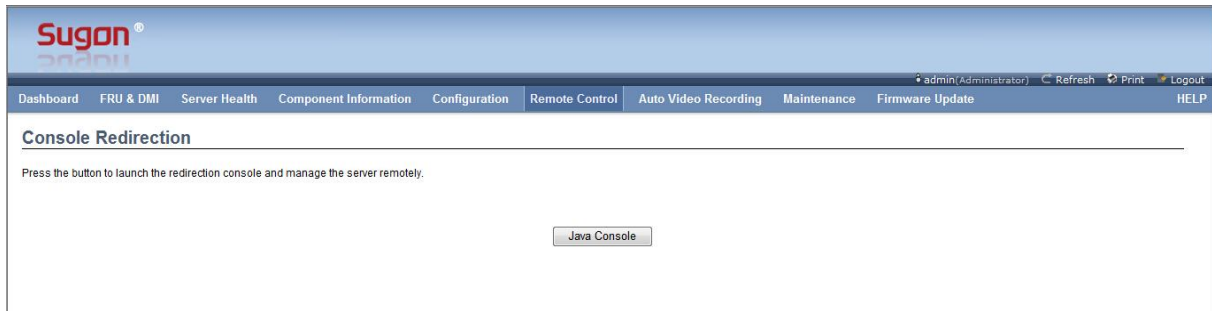 Sugon®
admin(Administrator) Refresh Print Logout
Dashboard FRU & DMI Server Health Component Information Configuration Remote Control Auto Video Recording Maintenance Firmware Update HELP
Console Redirection
Press the button to launch the redirection console and manage the server remotely.
Java Console